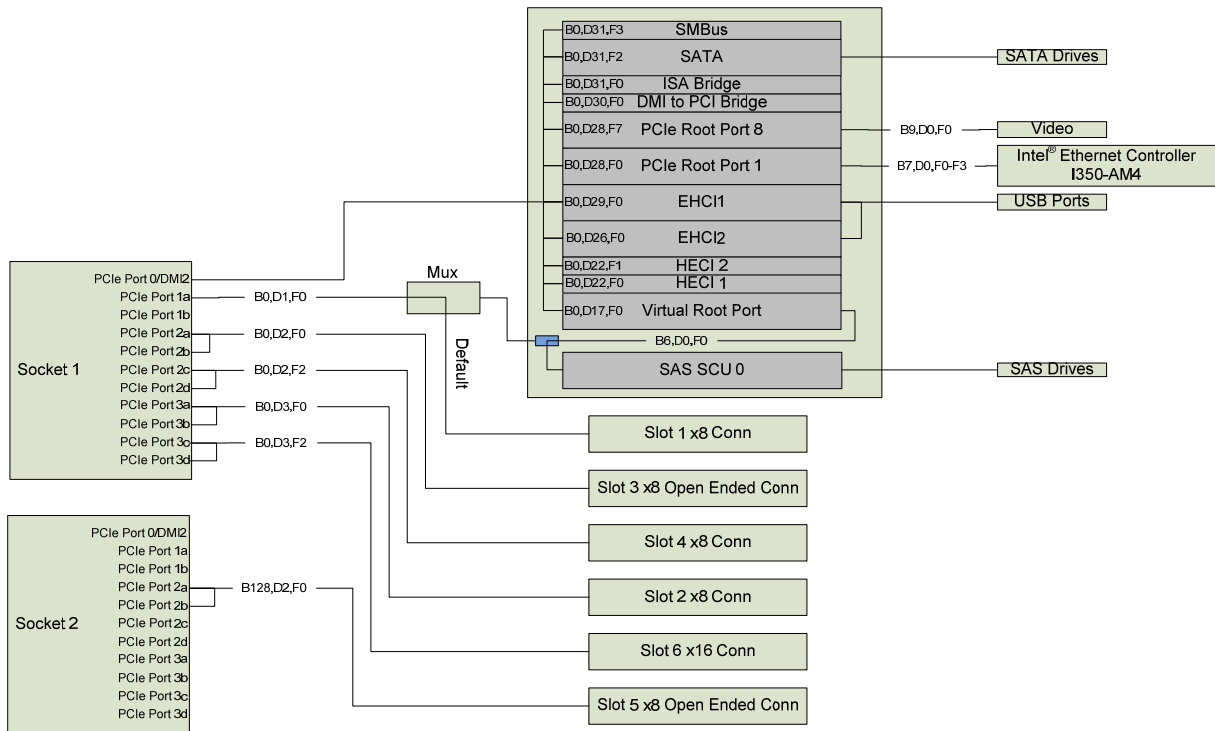 B0,D31,F3 SMBus
B0,D31,F2 SATA
SATA Drives
B0,D31,F0 ISA Bridge
B0,D30,F0 DMI to PCI Bridge
B0,D28,F7 PCIe Root Port 8
B9,D0,F0
Video
B0,D28,F0 PCIe Root Port 1
B7,D0,F0-F3
Intel® Ethernet Controller
I350-AM4
B0,D29,F0 EHCI1
USB Ports
B0,D26,F0 EHCI2
B0,D22,F1 HECI 2
B0,D22,F0 HECI 1
B0,D17,F0 Virtual Root Port
B6,D0,F0
SAS SCU 0
SAS Drives
Mux
Default
Socket 1
PCIe Port 0/DMI2
PCIe Port 1a
B0,D1,F0
PCIe Port 1b
PCIe Port 2a
B0,D2,F0
PCIe Port 2b
PCIe Port 2c
B0,D2,F2
PCIe Port 2d
PCIe Port 3a
B0,D3,F0
PCIe Port 3b
PCIe Port 3c
B0,D3,F2
PCIe Port 3d
Slot 1 x8 Conn
Slot 3 x8 Open Ended Conn
Slot 4 x8 Conn
Slot 2 x8 Conn
Slot 6 x16 Conn
Slot 5 x8 Open Ended Conn
Socket 2
PCIe Port 0/DMI2
PCIe Port 1a
PCIe Port 1b
PCIe Port 2a
B128,D2,F0
PCIe Port 2b
PCIe Port 2c
PCIe Port 2d
PCIe Port 3a
PCIe Port 3b
PCIe Port 3c
PCIe Port 3d